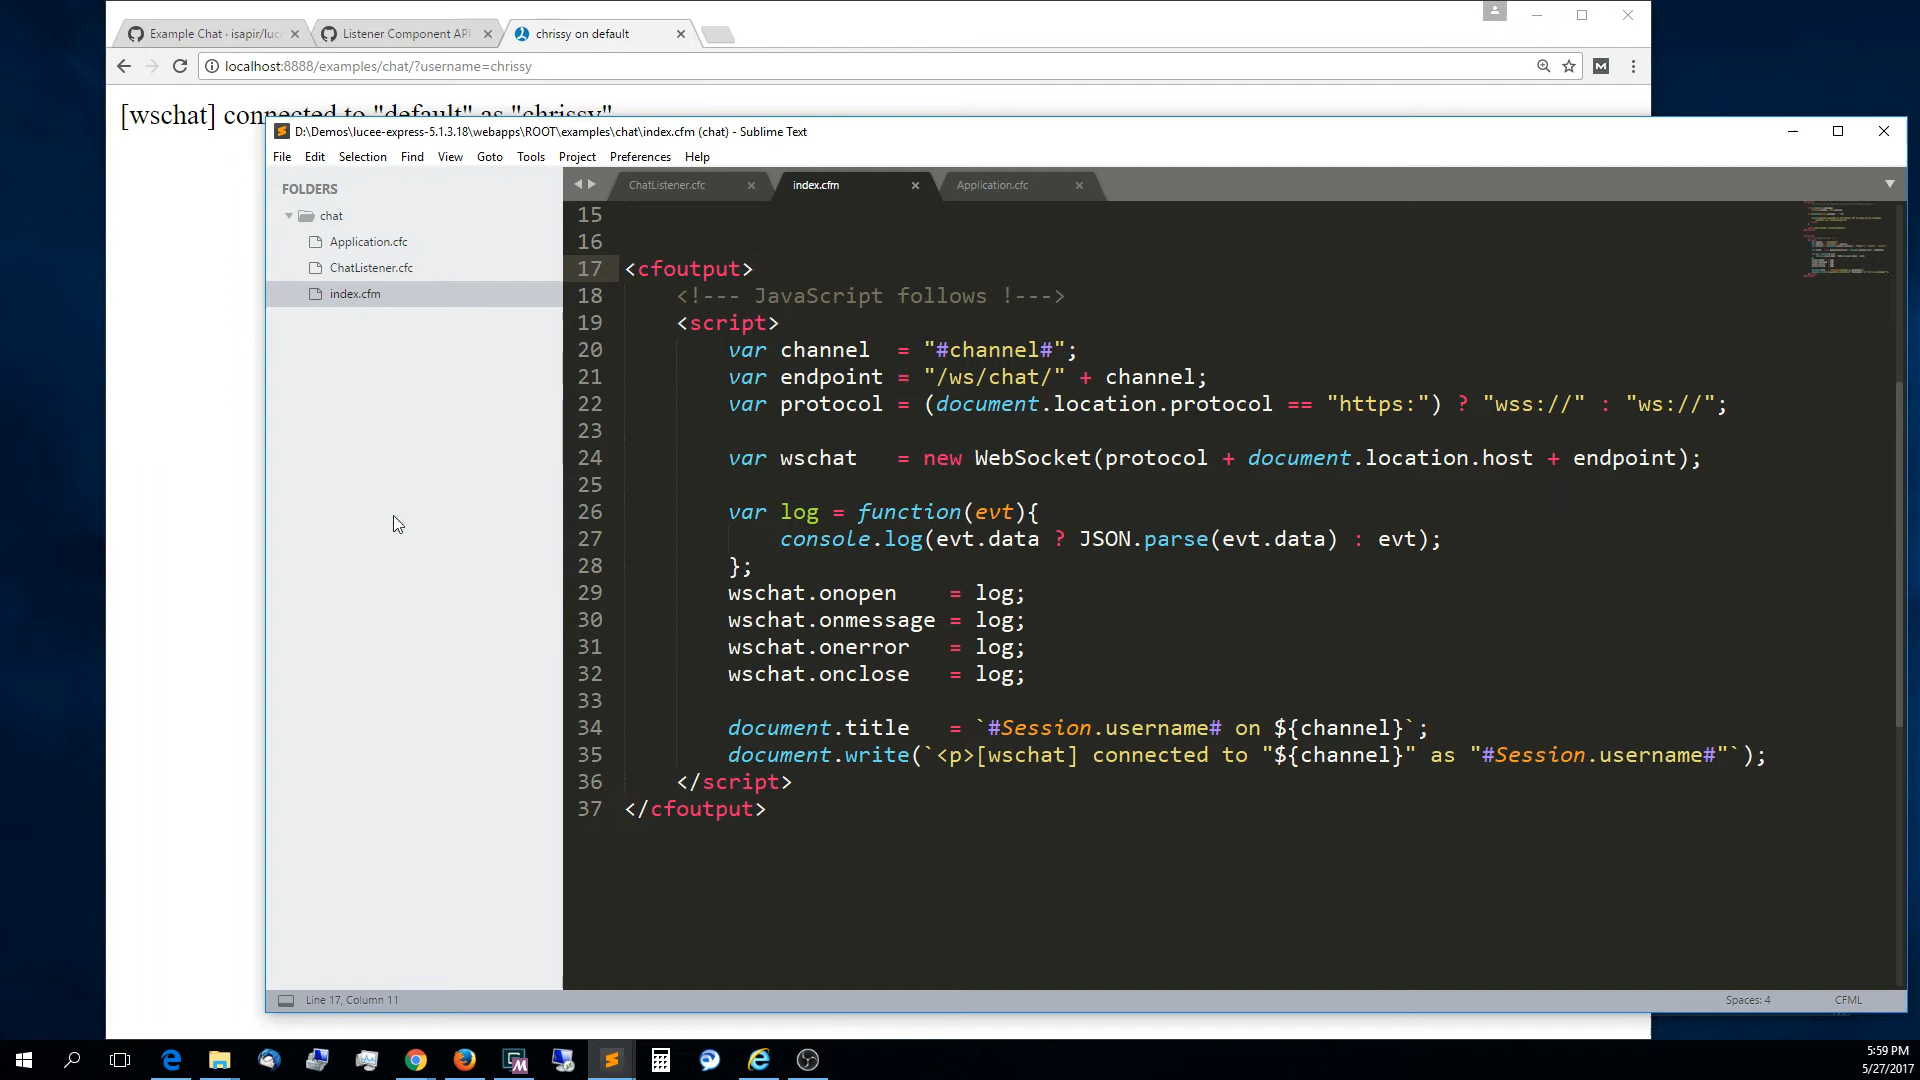 Example Chat · isapir/luc
Listener Component API
chrissy on default
localhost:8888/examples/chat/?username=chrissy
[wschat] connected to "default" as "chrissy"
D:\Demos\lucee-express-5.1.3.18\webapps\ROOT\examples\chat\index.cfm (chat) - Sublime Text
File Edit Selection Find View Goto Tools Project Preferences Help
FOLDERS
chat
Application.cfc
ChatListener.cfc
index.cfm
ChatListener.cfc
index.cfm
Application.cfc
15
16
17 <cfoutput>
18 <!--- JavaScript follows !--->
19 <script>
20 var channel = "#channel#";
21 var endpoint = "/ws/chat/" + channel;
22 var protocol = (document.location.protocol == "https:") ? "wss://" : "ws://";
23
24 var wschat = new WebSocket(protocol + document.location.host + endpoint);
25
26 var log = function(evt){
27 console.log(evt.data ? JSON.parse(evt.data) : evt);
28 };
29 wschat.onopen = log;
30 wschat.onmessage = log;
31 wschat.onerror = log;
32 wschat.onclose = log;
33
34 document.title = `#Session.username# on ${channel}`;
35 document.write(`<p>[wschat] connected to "${channel}" as "#Session.username#"`);
36 </script>
37 </cfoutput>
Line 17, Column 11
Spaces: 4
CFML
5:59 PM
5/27/2017